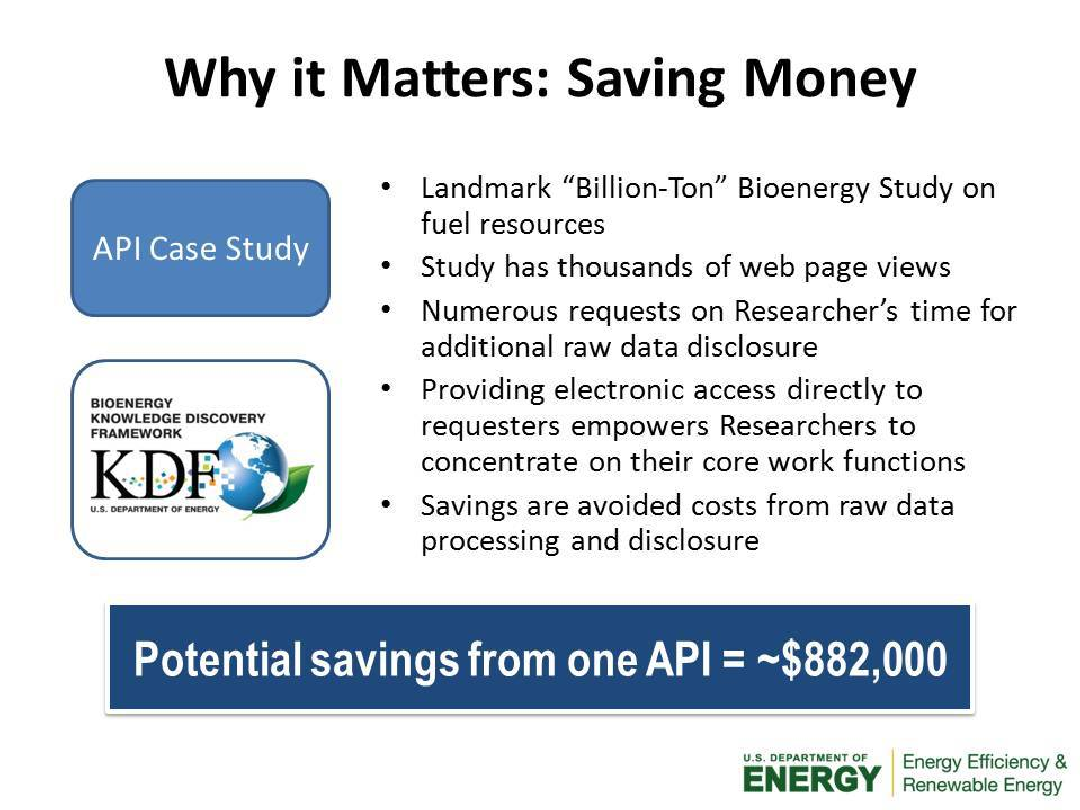 Why it Matters: Saving Money
API Case Study
BIOENERGY
KNOWLEDGE DISCOVERY
FRAMEWORK
KDF
U.S. DEPARTMENT OF ENERGY
• Landmark “Billion-Ton” Bioenergy Study on
fuel resources
• Study has thousands of web page views
• Numerous requests on Researcher’s time for
additional raw data disclosure
• Providing electronic access directly to
requesters empowers Researchers to
concentrate on their core work functions
• Savings are avoided costs from raw data
processing and disclosure
Potential savings from one API = ~$882,000
U.S. DEPARTMENT OF
ENERGY
Energy Efficiency &
Renewable Energy